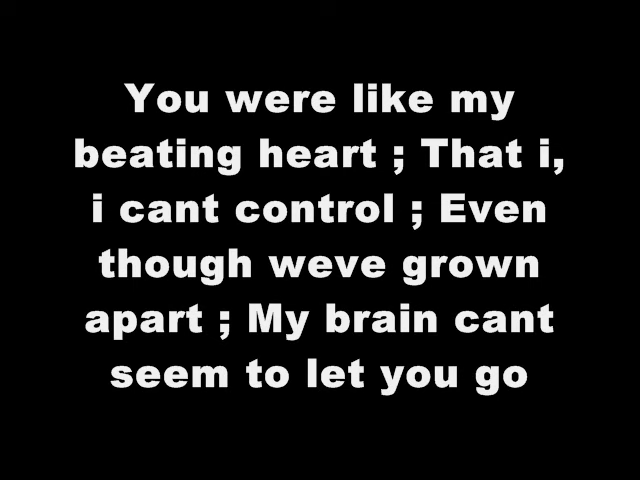 You were like my
beating heart ; That i,
i cant control ; Even
though weve grown
apart ; My brain cant
seem to let you go